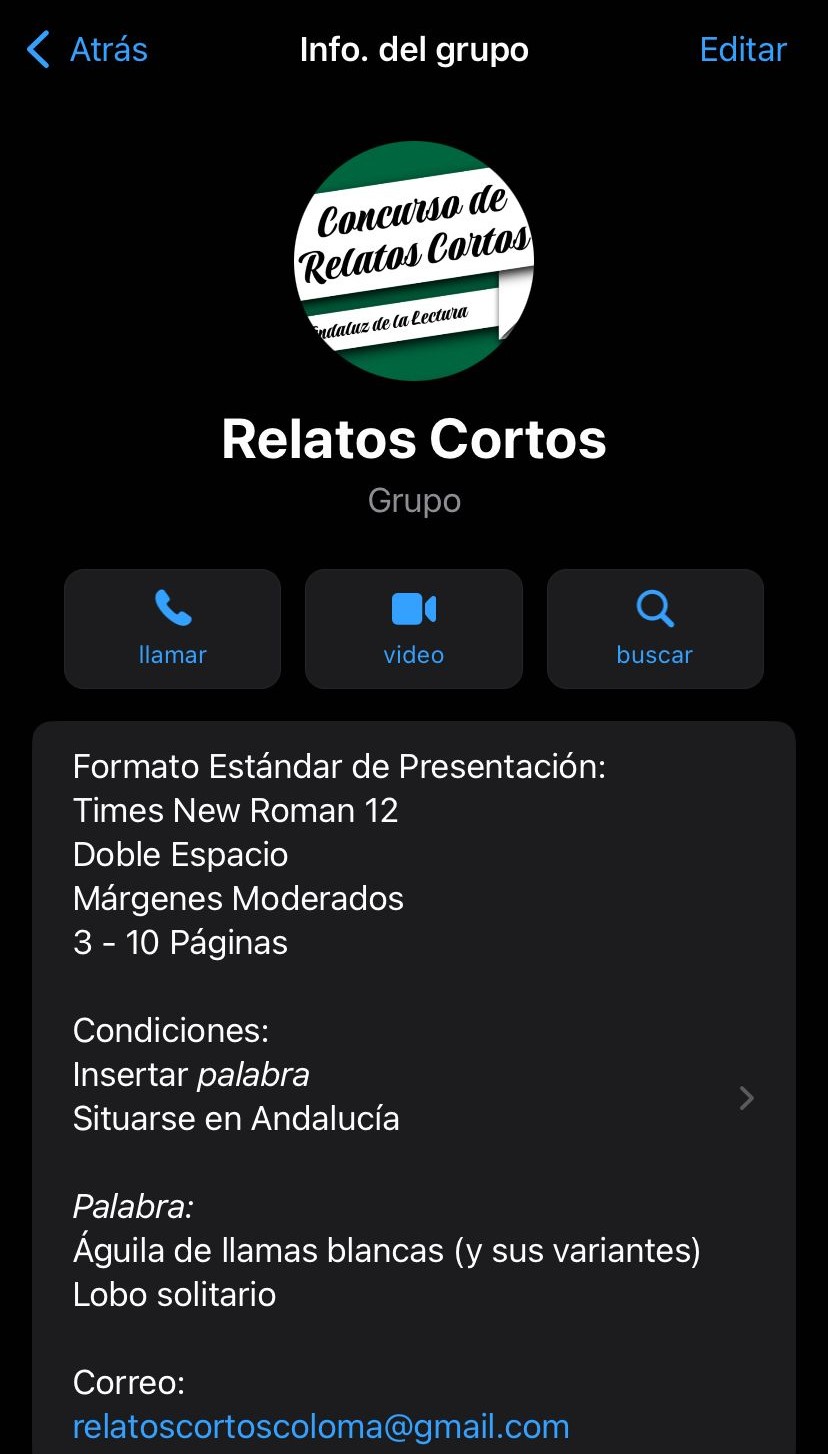 Atrás
Info. del grupo
Editar
Concurso de
Relatos Cortos
ndaluz de la Lectura
Relatos Cortos
Grupo
llamar
video
buscar
Formato Estándar de Presentación:
Times New Roman 12
Doble Espacio
Márgenes Moderados
3 - 10 Páginas
Condiciones:
Insertar palabra
Situarse en Andalucía
Palabra:
Águila de llamas blancas (y sus variantes)
Lobo solitario
Correo:
relatoscortoscoloma@gmail.com